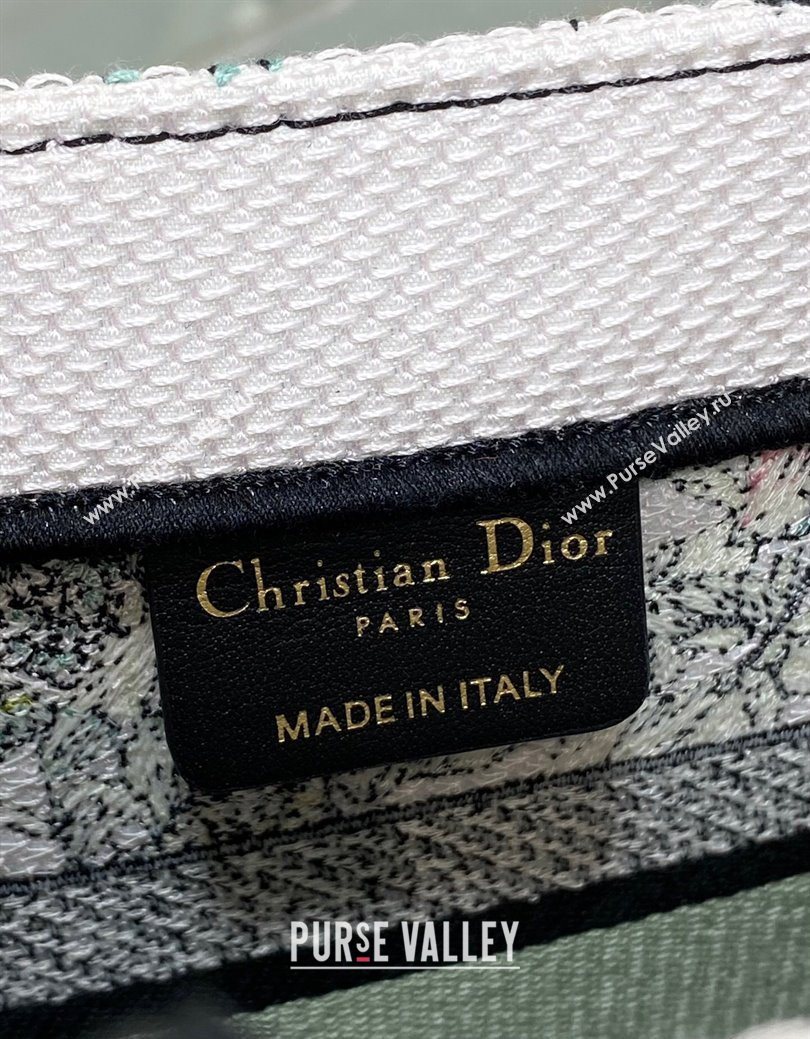 www.PurseValley.ru
www.PurseValley.ru
Christian Dior
PARIS
MADE IN ITALY
PURSE VALLEY